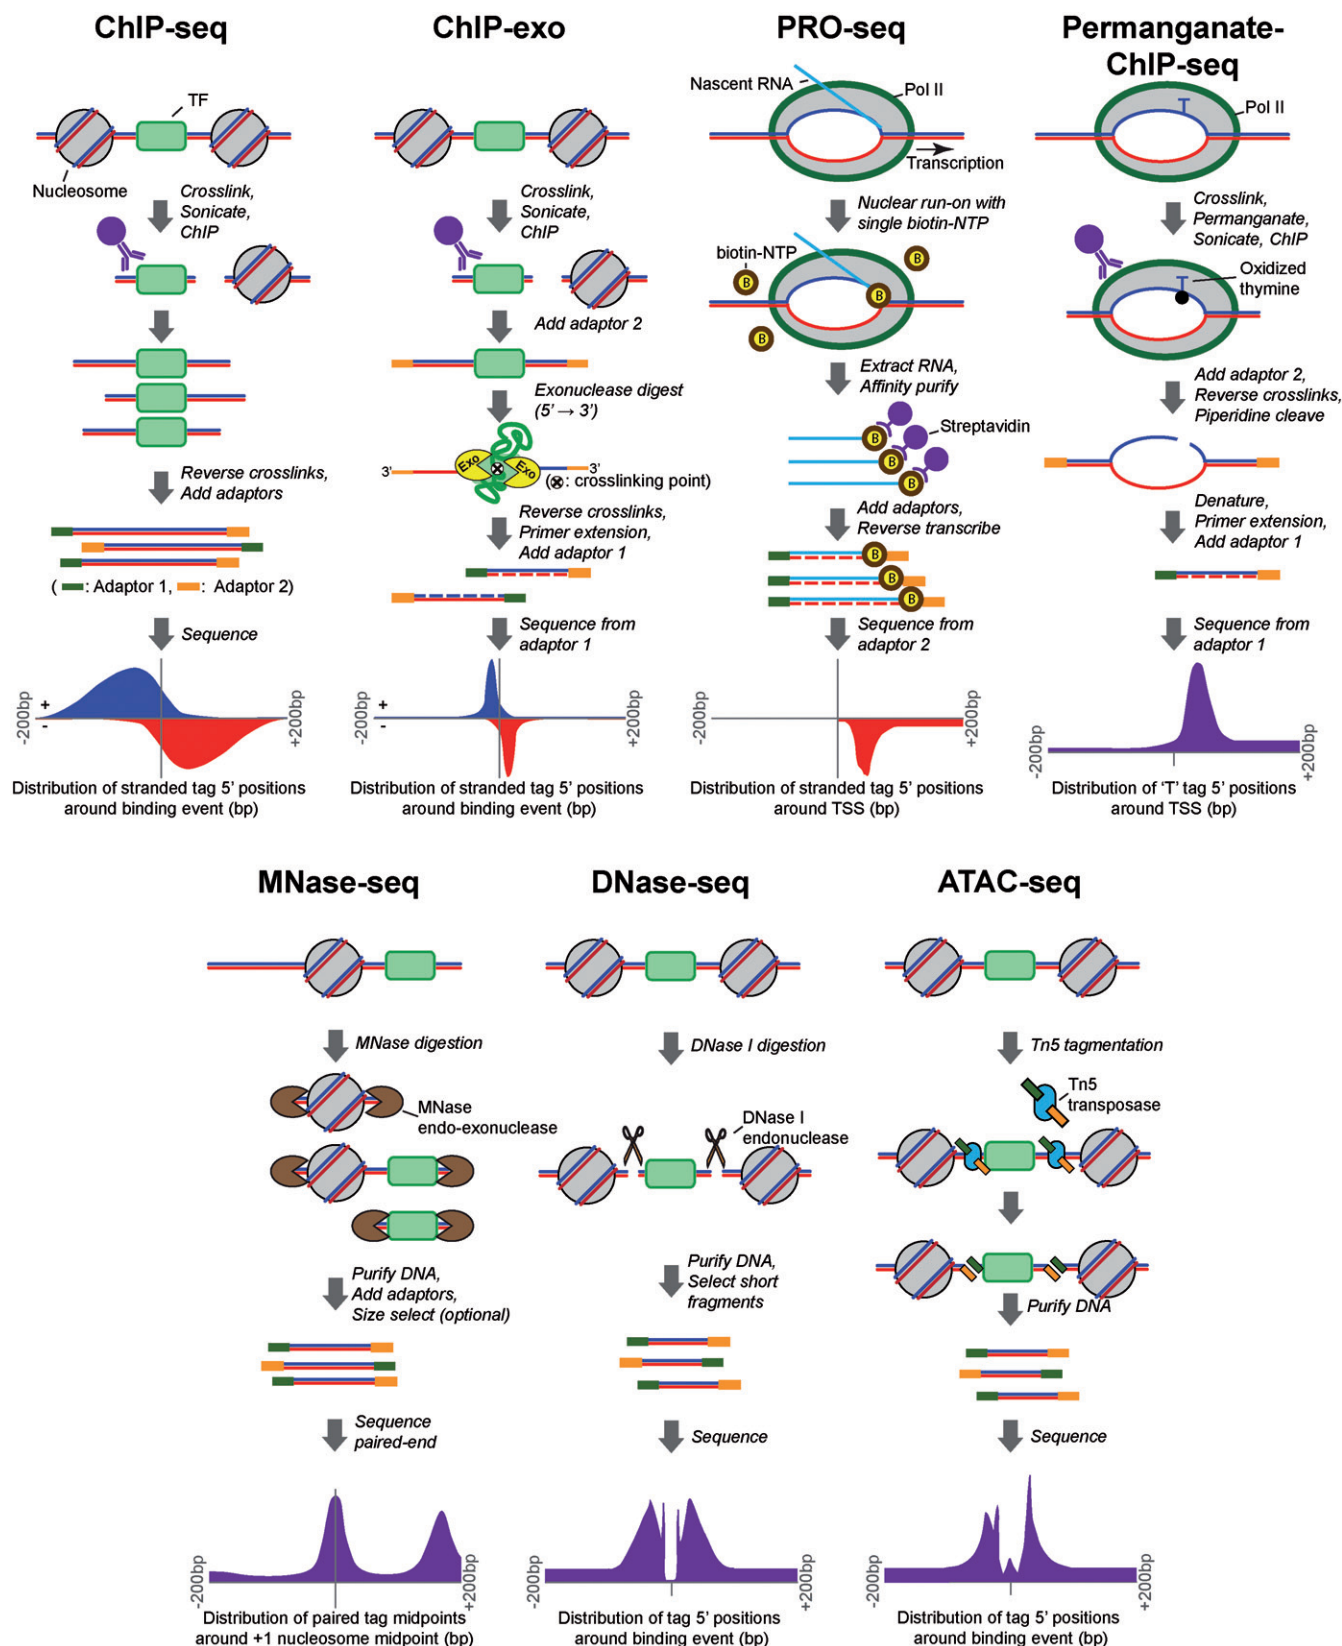 ChIP-seq
TF
Nucleosome
Crosslink,
Sonicate,
ChIP
Reverse crosslinks,
Add adaptors
( : Adaptor 1, : Adaptor 2)
Sequence
+
-
-200bp
+200bp
Distribution of stranded tag 5' positions
around binding event (bp)
ChIP-exo
Crosslink,
Sonicate,
ChIP
Add adaptor 2
Exonuclease digest
(5' → 3')
Exo
Exo
3'
3'
(⊗: crosslinking point)
Reverse crosslinks,
Primer extension,
Add adaptor 1
Sequence from
adaptor 1
+
-
-200bp
+200bp
Distribution of stranded tag 5' positions
around binding event (bp)
PRO-seq
Nascent RNA
Pol II
Transcription
Nuclear run-on with
single biotin-NTP
biotin-NTP
B
B
B
B
Extract RNA,
Affinity purify
B
B
B
Streptavidin
Add adaptors,
Reverse transcribe
B
B
B
Sequence from
adaptor 2
-200bp
+200bp
Distribution of stranded tag 5' positions
around TSS (bp)
Permanganate-
ChIP-seq
T
Pol II
Crosslink,
Permanganate,
Sonicate, ChIP
T
Oxidized
thymine
Add adaptor 2,
Reverse crosslinks,
Piperidine cleave
Denature,
Primer extension,
Add adaptor 1
Sequence from
adaptor 1
-200bp
+200bp
Distribution of 'T' tag 5' positions
around TSS (bp)
MNase-seq
MNase digestion
MNase
endo-exonuclease
Purify DNA,
Add adaptors,
Size select (optional)
Sequence
paired-end
-200bp
+200bp
Distribution of paired tag midpoints
around +1 nucleosome midpoint (bp)
DNase-seq
DNase I digestion
DNase I
endonuclease
Purify DNA,
Select short
fragments
Sequence
-200bp
+200bp
Distribution of tag 5' positions
around binding event (bp)
ATAC-seq
Tn5 tagmentation
Tn5
transposase
Purify DNA
Sequence
-200bp
+200bp
Distribution of tag 5' positions
around binding event (bp)